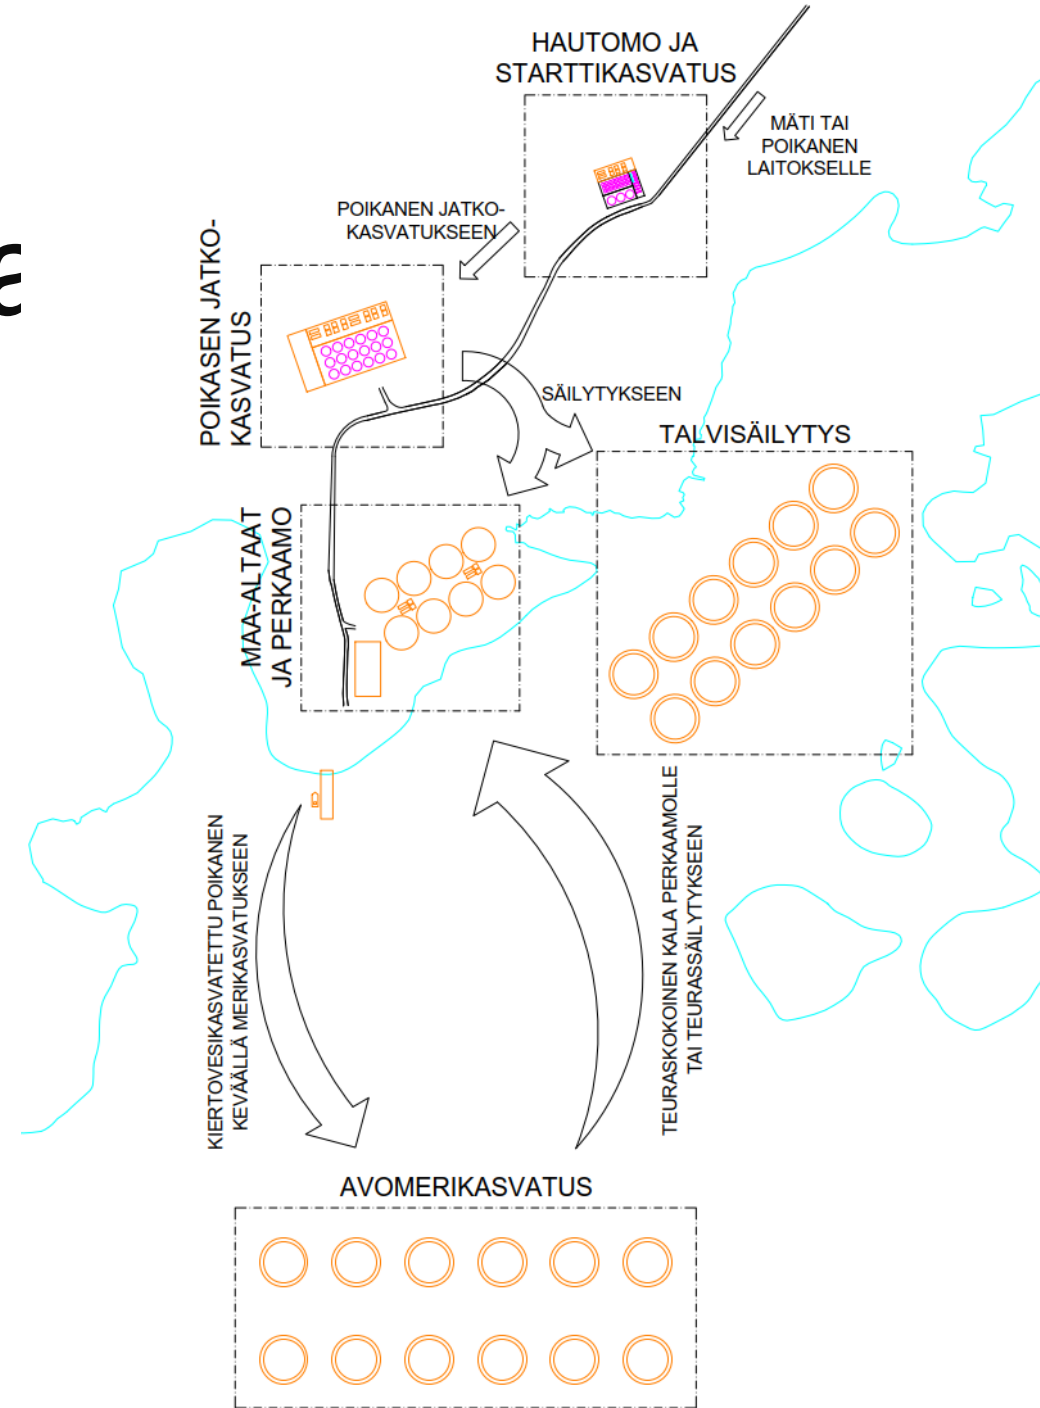 HAUTOMO JA
STARTTIKASVATUS
MÄTI TAI
POIKANEN
LAITOKSELLE
POIKANEN JATKO-
KASVATUKSEEN
POIKASEN JATKO-
KASVATUS
SÄILYTYKSEEN
TALVISÄILYTYS
MAA-ALTAAT
JA PERKAAMO
KIERTOVESIKASVATETTU POIKANEN
KEVÄÄLLÄ MERIKASVATUKSEEN
TEURASKOKOINEN KALA PERKAAMOLLE
TAI TEURASSÄILYTYKSEEN
AVOMERIKASVATUS